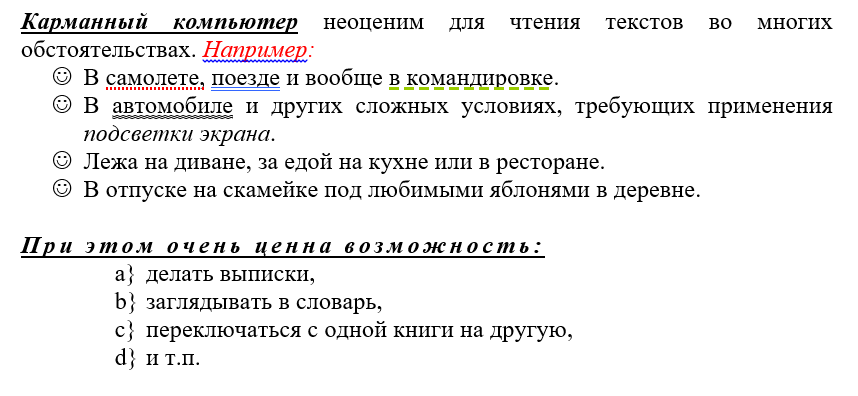 Карманный компьютер неоценим для чтения текстов во многих
обстоятельствах. Например:
☺ В самолете, поезде и вообще в командировке.
☺ В автомобиле и других сложных условиях, требующих применения
подсветки экрана.
☺ Лежа на диване, за едой на кухне или в ресторане.
☺ В отпуске на скамейке под любимыми яблонями в деревне.
При этом очень ценна возможность:
a} делать выписки,
b} заглядывать в словарь,
c} переключаться с одной книги на другую,
d} и т.п.